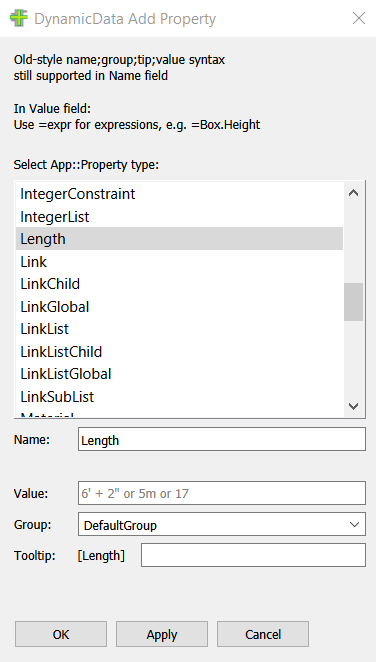 DynamicData Add Property
Old-style name;group;tip;value syntax
still supported in Name field
In Value field:
Use =expr for expressions, e.g. =Box.Height
Select App::Property type:
IntegerConstraint
IntegerList
Length
Link
LinkChild
LinkGlobal
LinkList
LinkListChild
LinkListGlobal
LinkSubList
Material
Name: Length
Value: 6' + 2" or 5m or 17
Group: DefaultGroup
Tooltip: [Length]
OK Apply Cancel